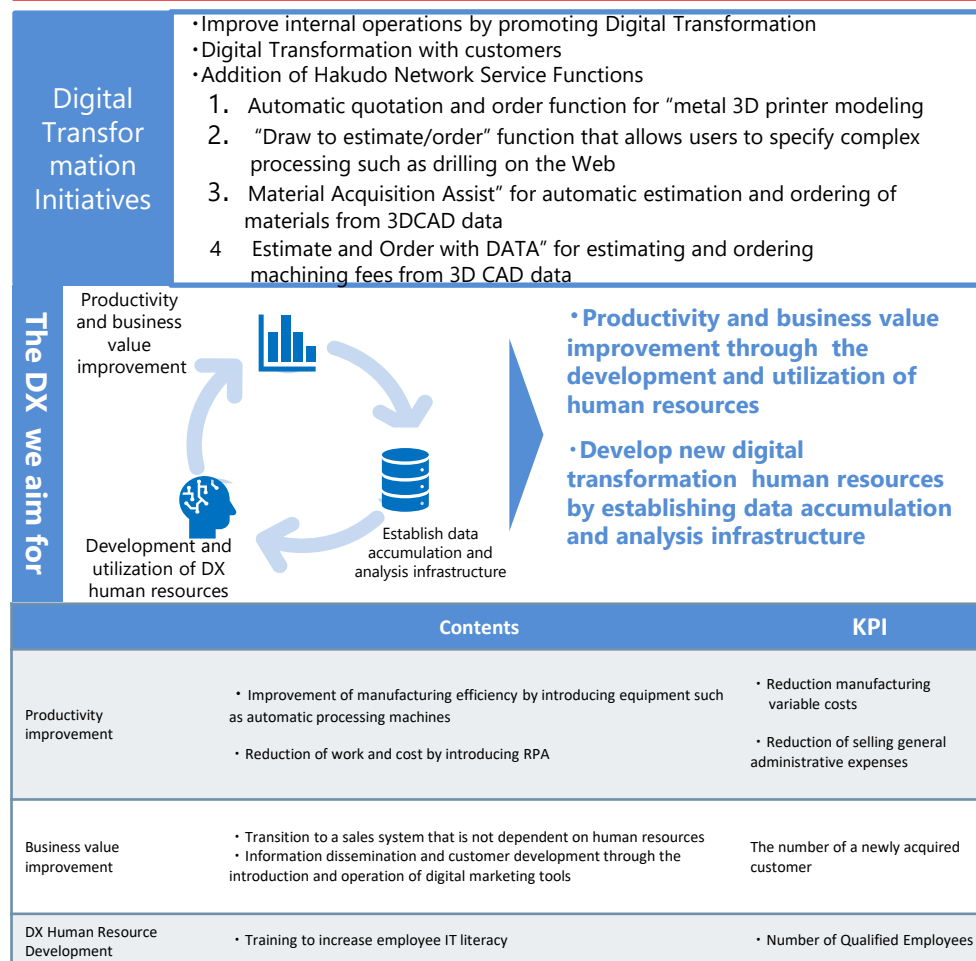 Digital
Transfor
mation
Initiatives
・Improve internal operations by promoting Digital Transformation
・Digital Transformation with customers
・Addition of Hakudo Network Service Functions
1. Automatic quotation and order function for “metal 3D printer modeling
2. “Draw to estimate/order” function that allows users to specify complex
processing such as drilling on the Web
3. Material Acquisition Assist” for automatic estimation and ordering of
materials from 3DCAD data
4 Estimate and Order with DATA” for estimating and ordering
machining fees from 3D CAD data
The DX we aim for
Productivity
and business
value
improvement
Establish data
accumulation and
analysis infrastructure
Development and
utilization of DX
human resources
・Productivity and business value
improvement through the
development and utilization of
human resources
・Develop new digital
transformation human resources
by establishing data accumulation
and analysis infrastructure
Contents
KPI
Productivity
improvement
・Improvement of manufacturing efficiency by introducing equipment such
as automatic processing machines
・Reduction of work and cost by introducing RPA
・Reduction manufacturing
variable costs
・Reduction of selling general
administrative expenses
Business value
improvement
・Transition to a sales system that is not dependent on human resources
・Information dissemination and customer development through the
introduction and operation of digital marketing tools
The number of a newly acquired
customer
DX Human Resource
Development
・Training to increase employee IT literacy
・Number of Qualified Employees